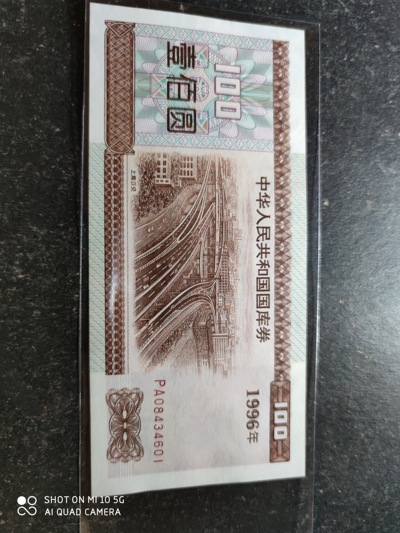 中华人民共和国国库券
1996年
100
100
壹佰圆
PA08434601
SHOT ON MI 10 5G
AI QUAD CAMERA